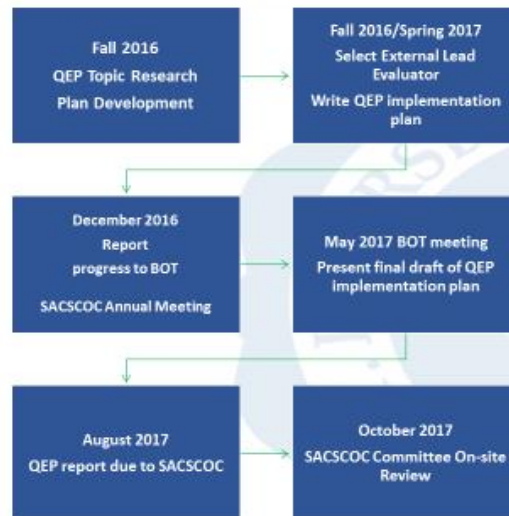 Fall 2016
QEP Topic Research
Plan Development
Fall 2016/Spring 2017
Select External Lead
Evaluator
Write QEP implementation
plan
December 2016
Report
progress to BOT
SACSCOC Annual Meeting
May 2017 BOT meeting
Present final draft of QEP
implementation plan
August 2017
QEP report due to SACSCOC
October 2017
SACSCOC Committee On-site
Review